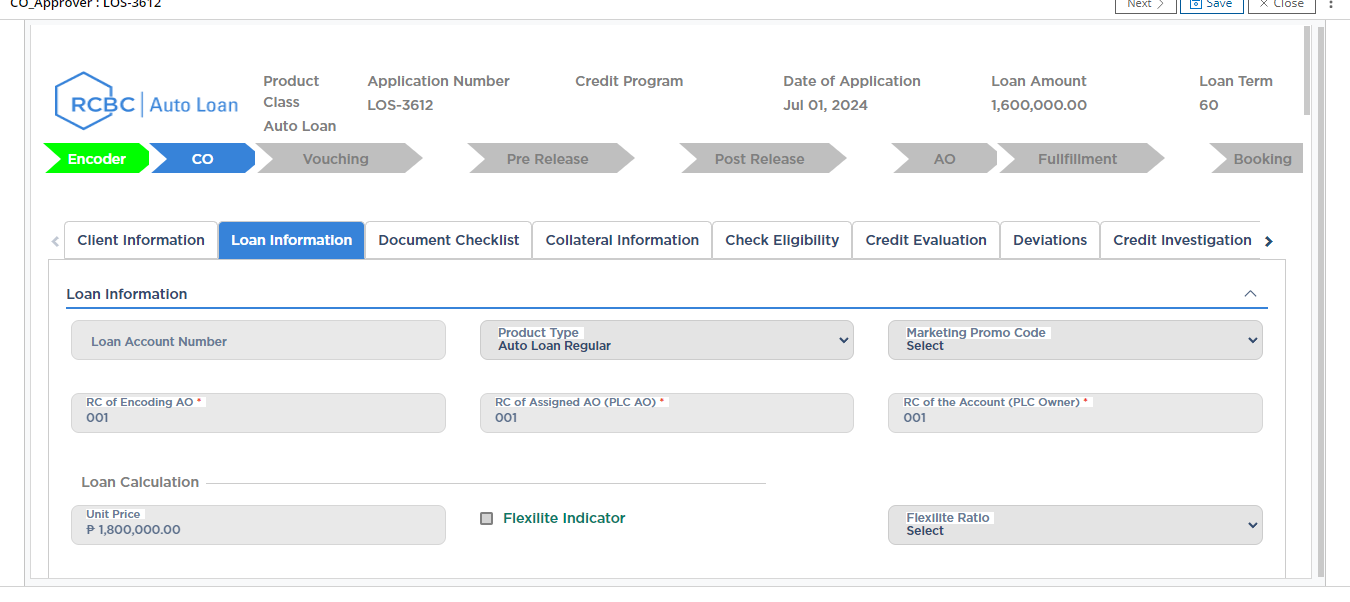 CO_Approver : LOS-3612
Next
Save
Close
RCBC | Auto Loan
Product Class
Auto Loan
Application Number
LOS-3612
Credit Program
Date of Application
Jul 01, 2024
Loan Amount
1,600,000.00
Loan Term
60
Encoder
CO
Vouching
Pre Release
Post Release
AO
Fullfillment
Booking
Client Information
Loan Information
Document Checklist
Collateral Information
Check Eligibility
Credit Evaluation
Deviations
Credit Investigation
Loan Information
Loan Account Number
Product Type
Auto Loan Regular
Marketing Promo Code
Select
RC of Encoding AO *
001
RC of Assigned AO (PLC AO) *
001
RC of the Account (PLC Owner) *
001
Loan Calculation
Unit Price
₱ 1,800,000.00
Flexilite Indicator
Flexilite Ratio
Select